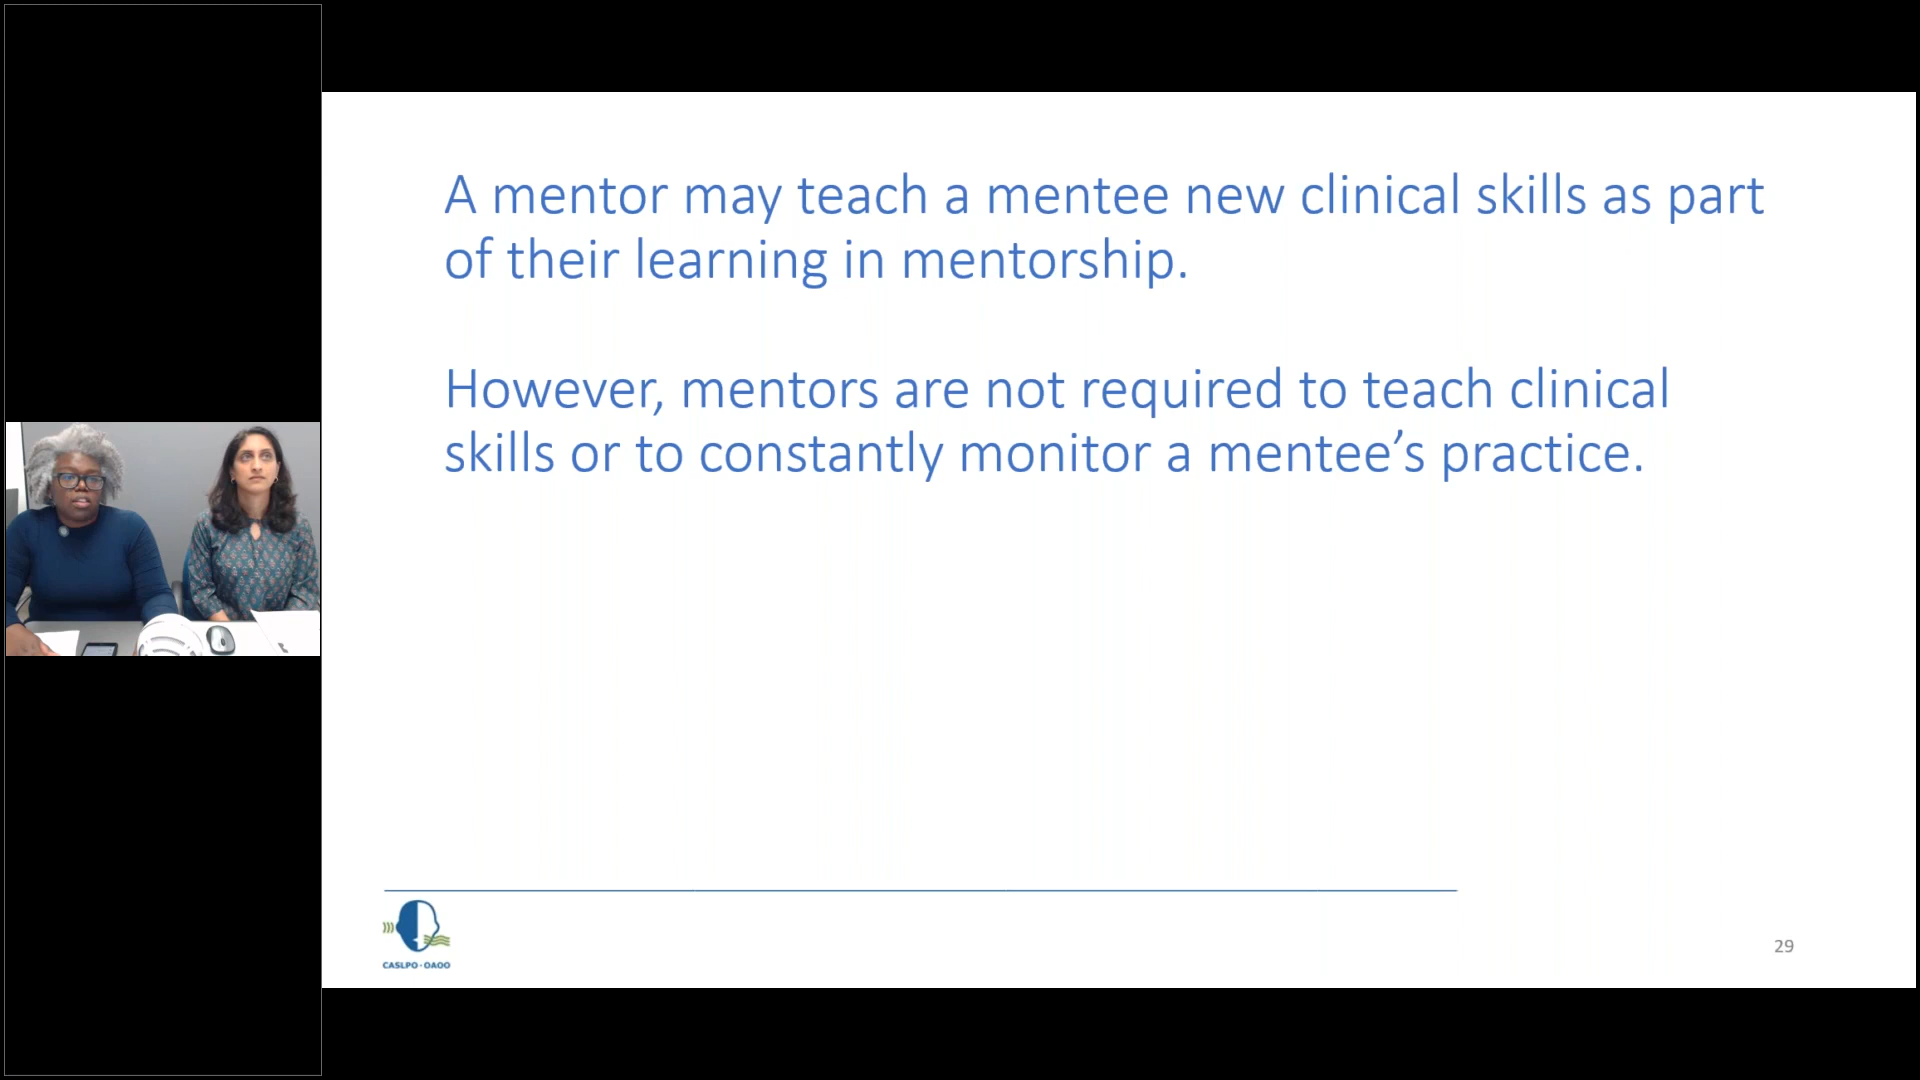 A mentor may teach a mentee new clinical skills as part
of their learning in mentorship.
However, mentors are not required to teach clinical
skills or to constantly monitor a mentee’s practice.
CASLPO · OAOO
29